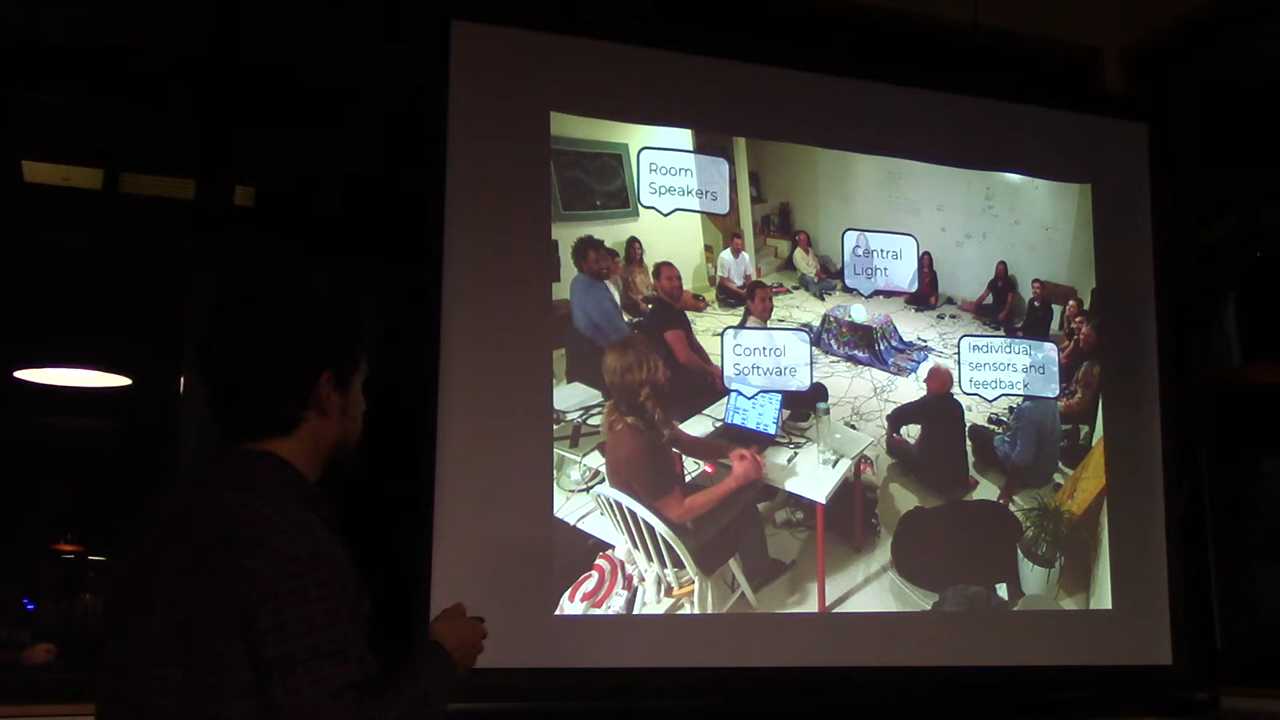 Room
Speakers
Central
Light
Control
Software
Individual
sensors and
feedback